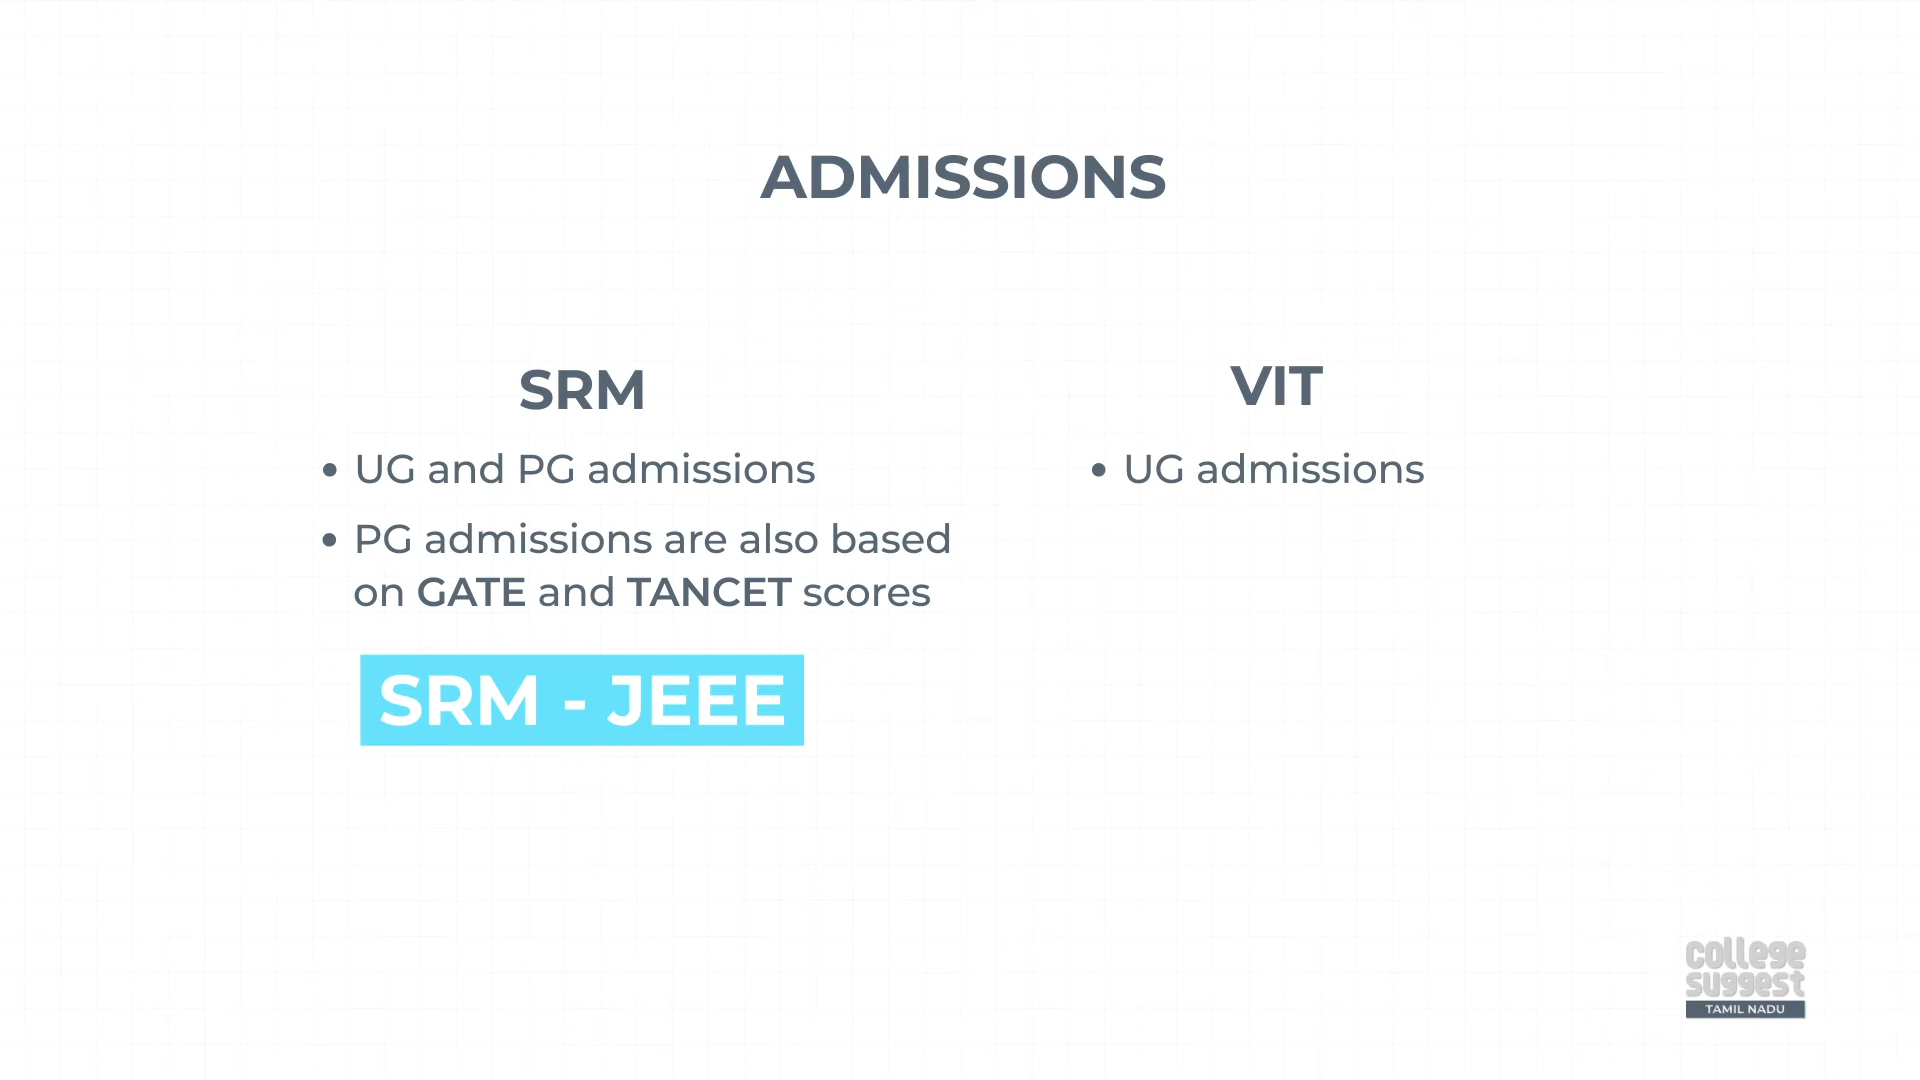 ADMISSIONS
SRM
• UG and PG admissions
• PG admissions are also based
on GATE and TANCET scores
SRM - JEEE
VIT
• UG admissions
college
suggest
TAMIL NADU